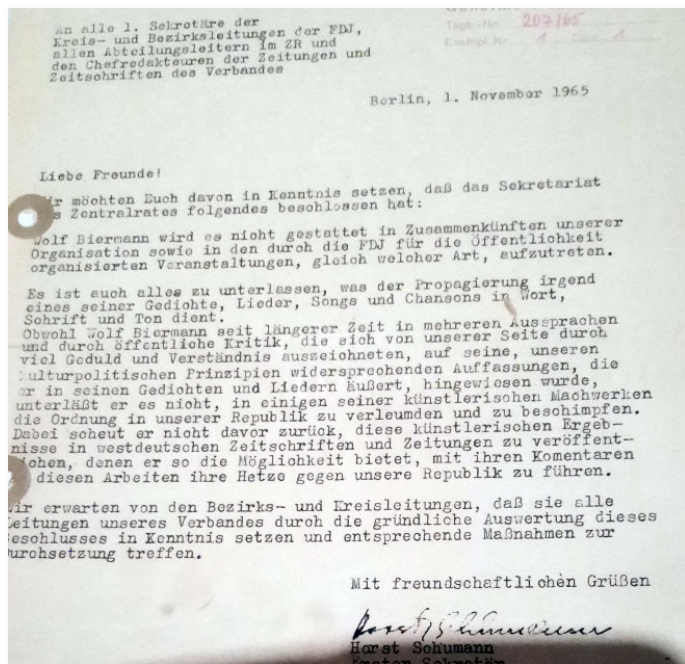 An alle 1. Sekretäre der
Kreis- und Bezirksleitungen der FDJ,
allen Abteilungsleitern im ZR und
den Chefredakteuren der Zeitungen und
Zeitschriften des Verbandes
Tagb.-Nr. 207/65
Exempl.Nr. 1 1
Berlin, 1. November 1965
Liebe Freunde!
ir möchten Euch davon in Kenntnis setzen, daß das Sekretariat
s Zentralrates folgendes beschlossen hat:
Wolf Biermann wird es nicht gestattet in Zusammenkünften unserer
Organisation sowie in den durch die FDJ für die Öffentlichkeit
organisierten Veranstaltungen, gleich welcher Art, aufzutreten.
Es ist auch alles zu unterlassen, was der Propagierung irgend
eines seiner Gedichte, Lieder, Songs und Chansons in Wort,
Schrift und Ton dient.
Obwohl Wolf Biermann seit längerer Zeit in mehreren Aussprachen
und durch öffentliche Kritik, die sich von unserer Seite durch
viel Geduld und Verständnis auszeichneten, auf seine, unseren
kulturpolitischen Prinzipien widersprechenden Auffassungen, die
er in seinen Gedichten und Liedern äußert, hingewiesen wurde,
unterläßt er es nicht, in einigen seiner künstlerischen Machwerken
die Ordnung in unserer Republik zu verleumden und zu beschimpfen.
Dabei scheut er nicht davor zurück, diese künstlerischen Ergeb-
nisse in westdeutschen Zeitschriften und Zeitungen zu veröffent-
lichen, denen er so die Möglichkeit bietet, mit ihren Komentaren
diesen Arbeiten ihre Hetze gegen unsere Republik zu führen.
Wir erwarten von den Bezirks- und Kreisleitungen, daß sie alle
Leitungen unseres Verbandes durch die gründliche Auswertung dieses
Beschlusses in Kenntnis setzen und entsprechende Maßnahmen zur
Durchsetzung treffen.
Mit freundschaftlichen Grüßen
Horst Schumann
Horst Schumann
Ersten Sekretär